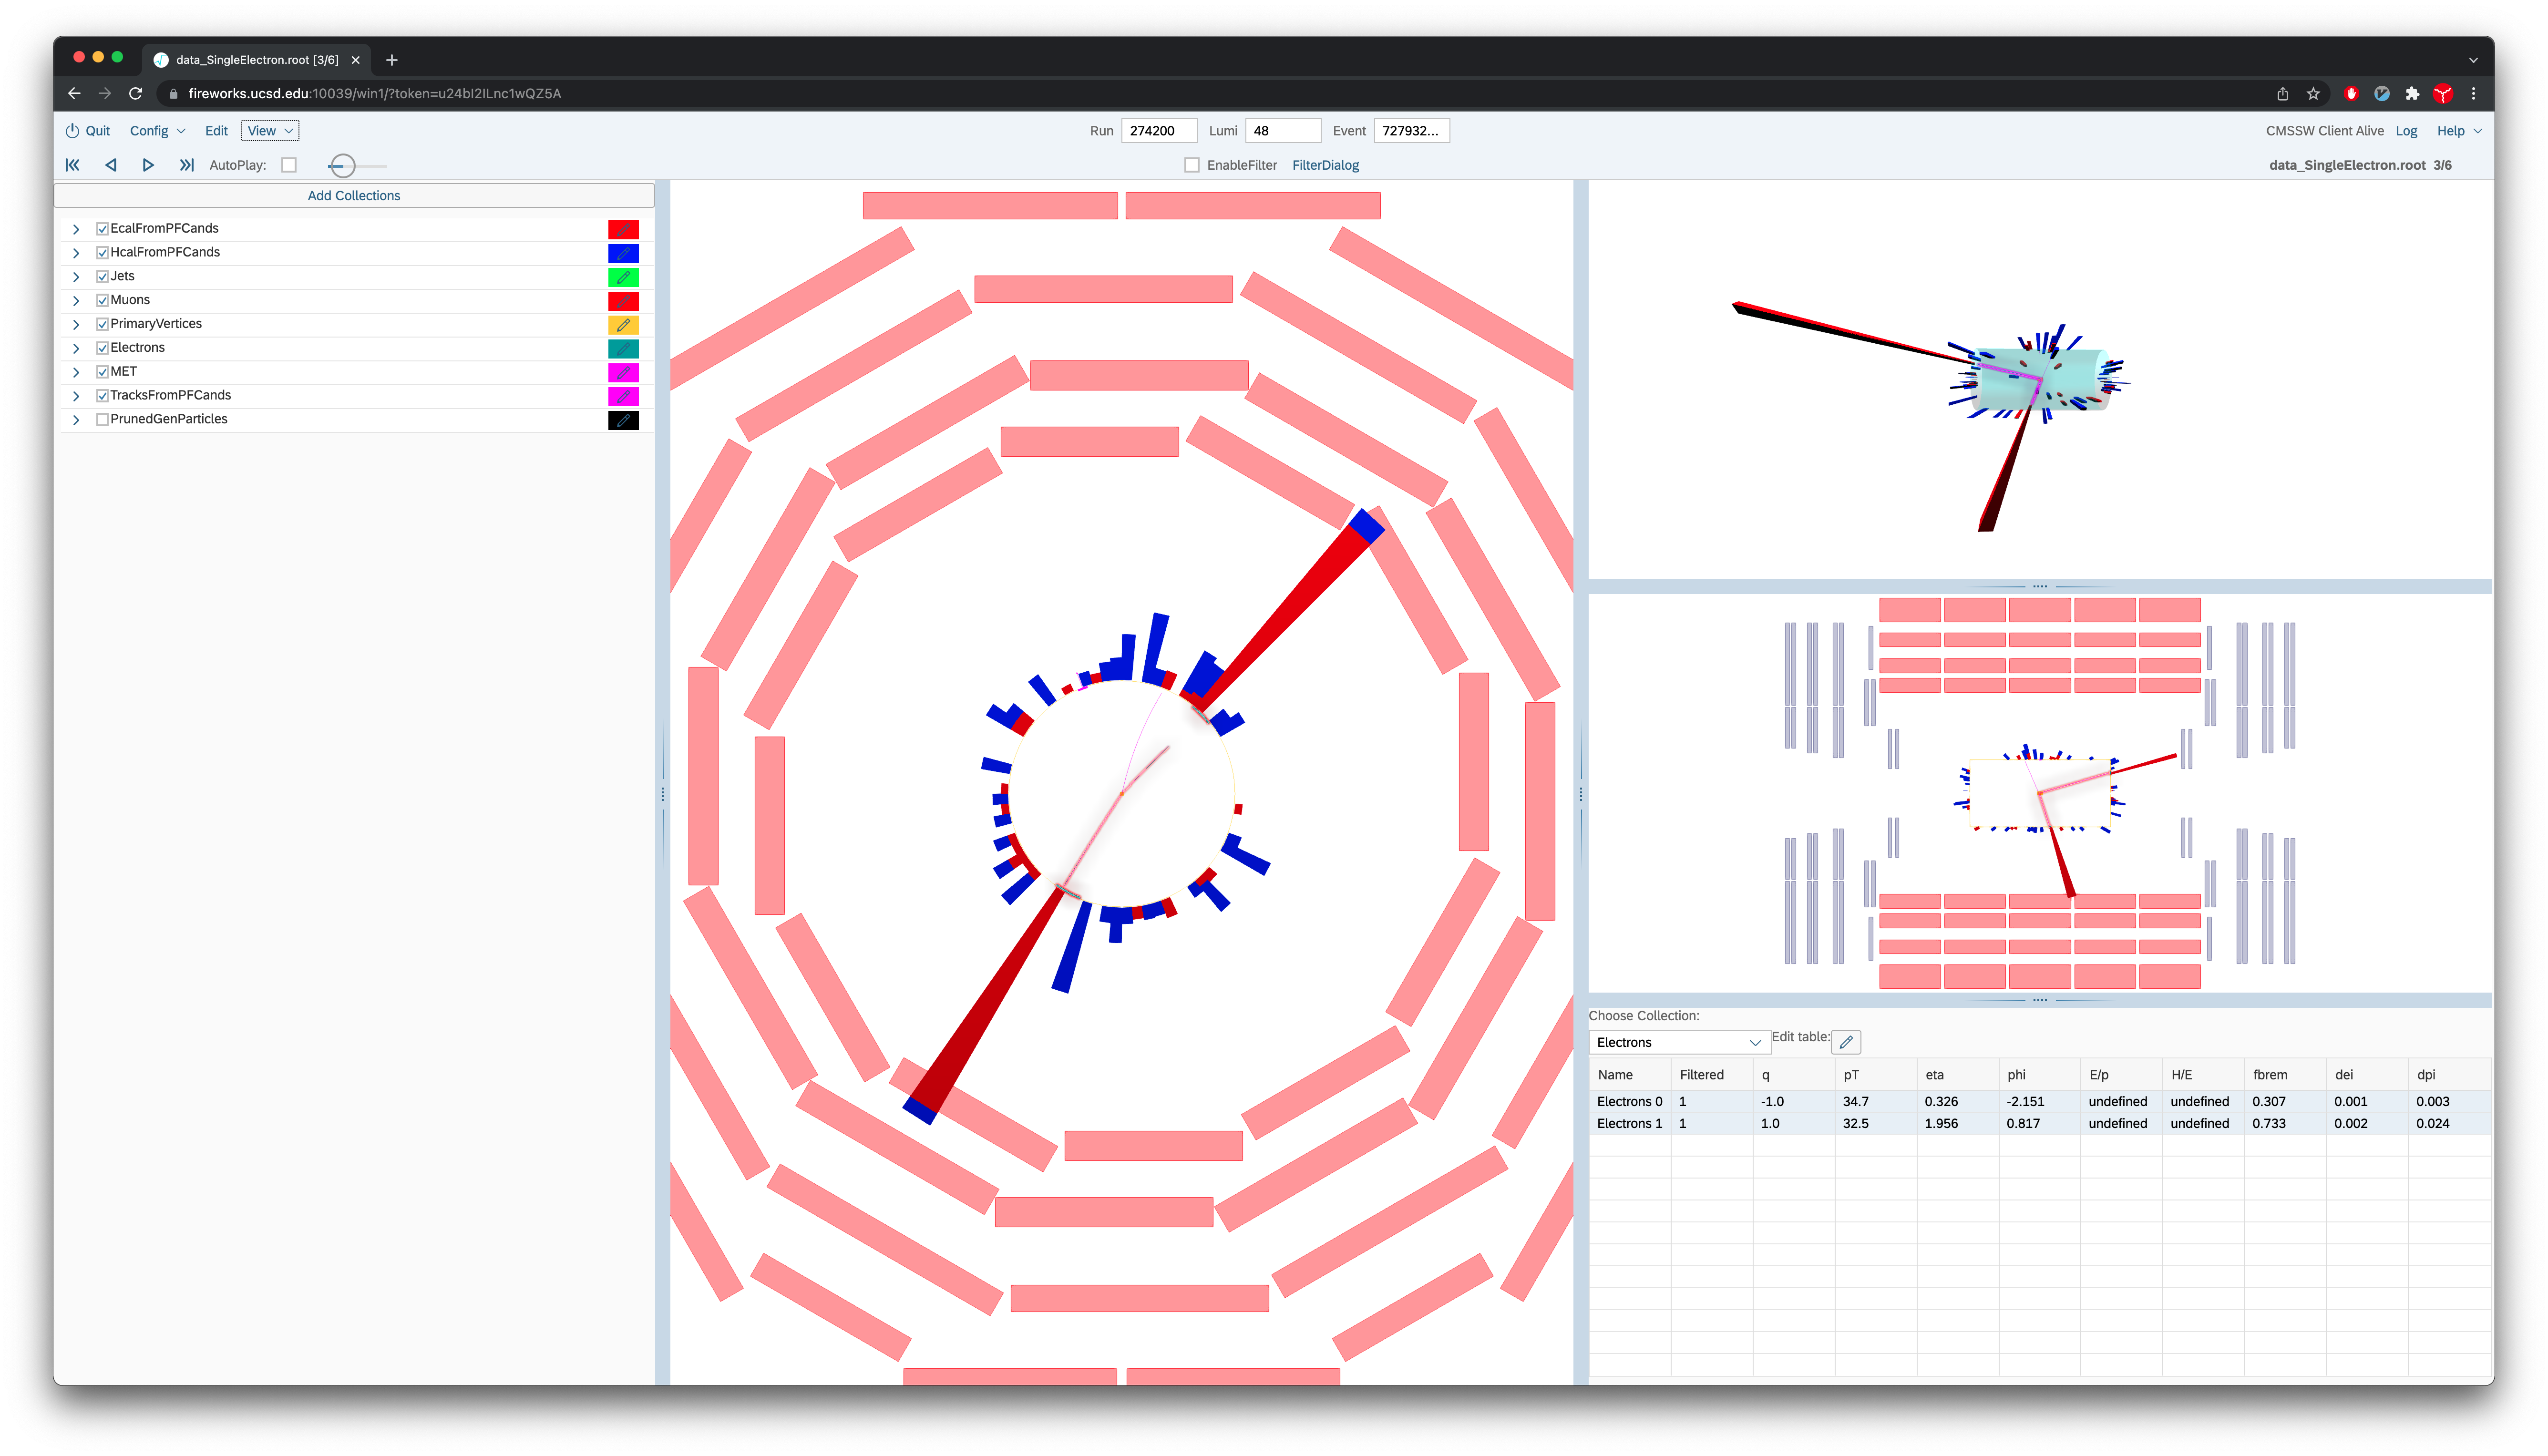 data_SingleElectron.root [3/6]
fireworks.ucsd.edu:10039/win1/?token=u24bI2ILnc1wQZ5A
Quit Config Edit View Run 274200 Lumi 48 Event 727932... CMSSW Client Alive Log Help
AutoPlay: EnableFilter FilterDialog data_SingleElectron.root 3/6
Add Collections
EcalFromPFCands
HcalFromPFCands
Jets
Muons
PrimaryVertices
Electrons
MET
TracksFromPFCands
PrunedGenParticles
Choose Collection:
Electrons Edit table:
Name Filtered q pT eta phi E/p H/E fbrem dei dpi
Electrons 0 1 -1.0 34.7 0.326 -2.151 undefined undefined 0.307 0.001 0.003
Electrons 1 1 1.0 32.5 1.956 0.817 undefined undefined 0.733 0.002 0.024